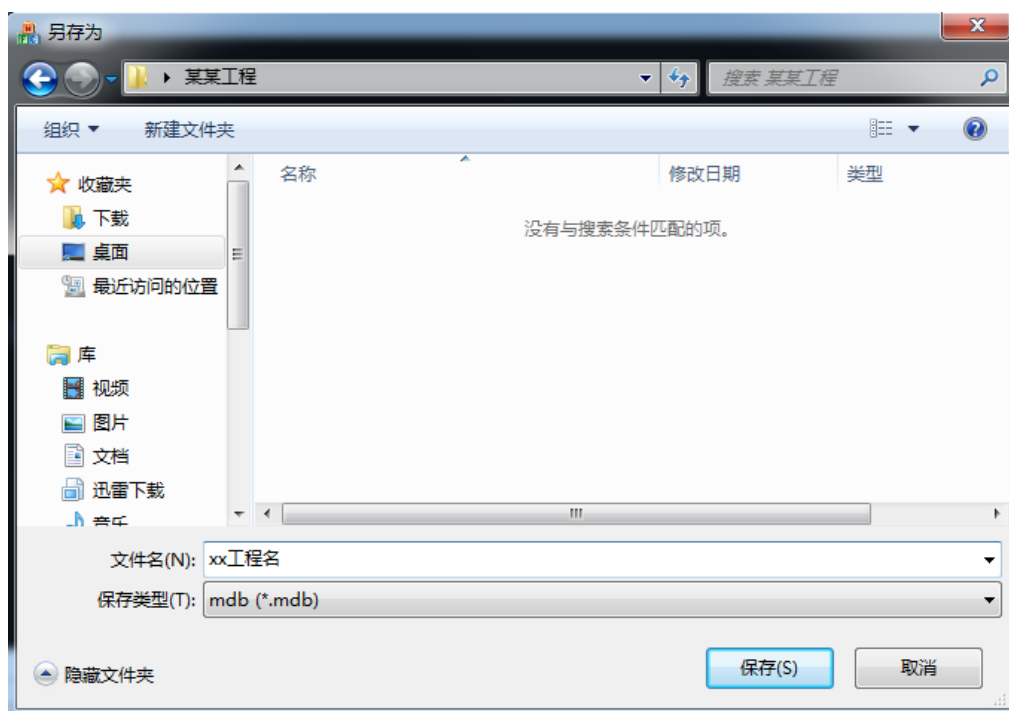 另存为
某某工程
搜索 某某工程
组织
新建文件夹
名称
修改日期
类型
没有与搜索条件匹配的项。
收藏夹
下载
桌面
最近访问的位置
库
视频
图片
文档
迅雷下载
音乐
文件名(N):
xx工程名
保存类型(T):
mdb (*.mdb)
隐藏文件夹
保存(S)
取消